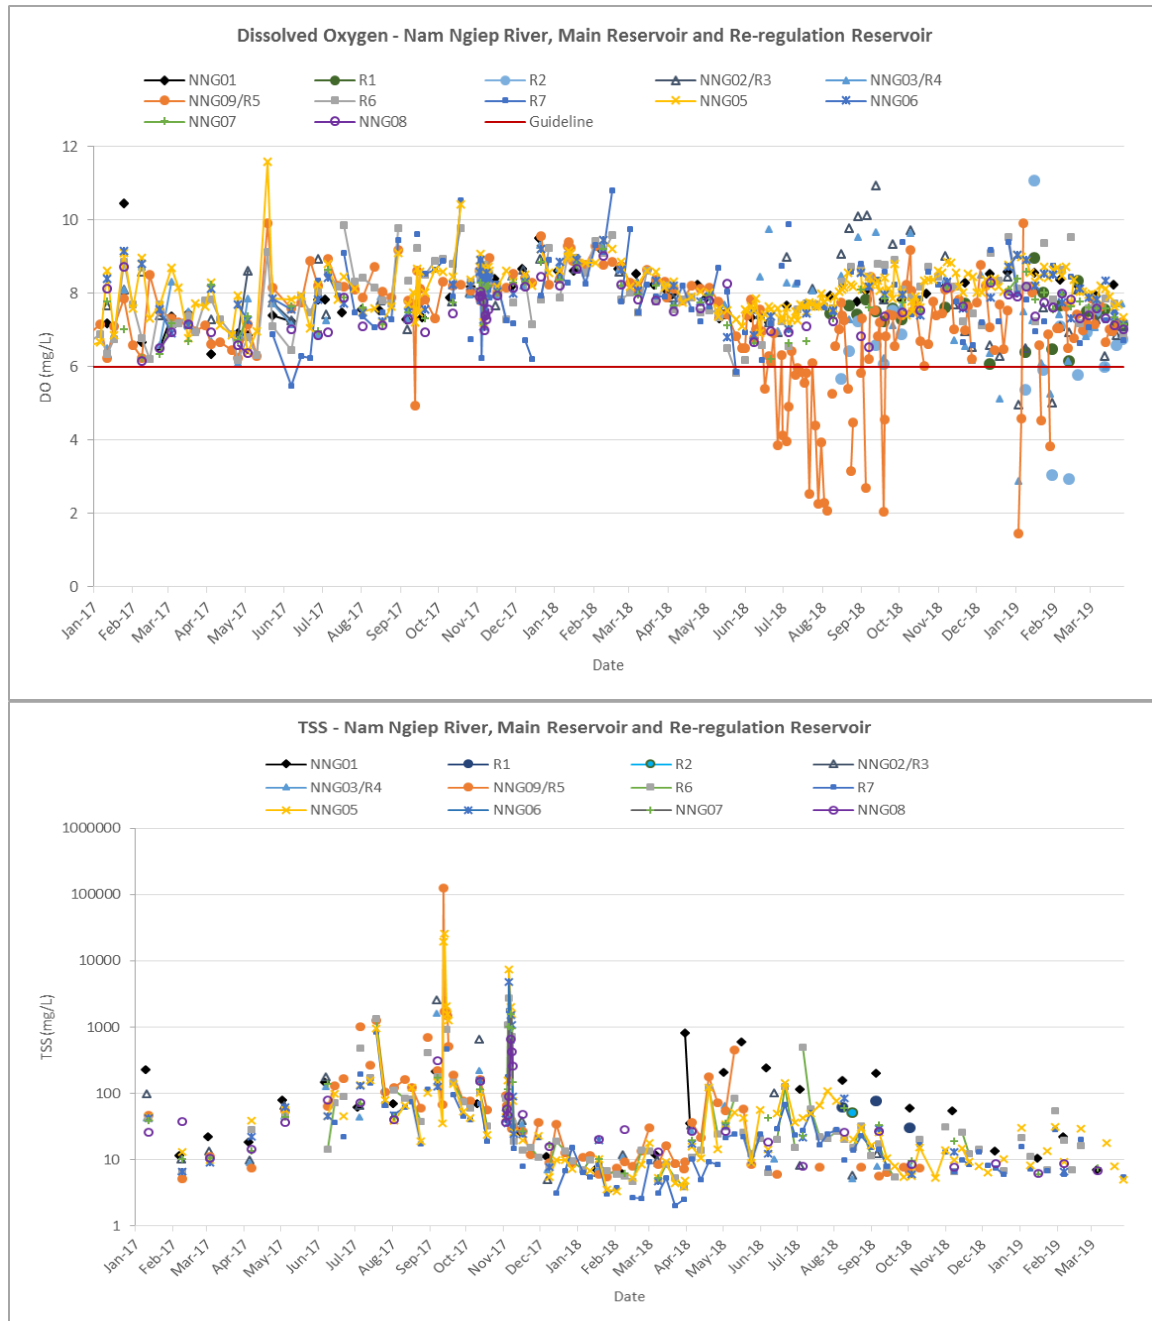 Dissolved Oxygen - Nam Ngiep River, Main Reservoir and Re-regulation Reservoir
NNG01 R1 R2 NNG02/R3 NNG03/R4
NNG09/R5 R6 R7 NNG05 NNG06
NNG07 NNG08 Guideline
12
10
8
6
4
2
0
DO (mg/L)
Jan-17 Feb-17 Mar-17 Apr-17 May-17 Jun-17 Jul-17 Aug-17 Sep-17 Oct-17 Nov-17 Dec-17 Jan-18 Feb-18 Mar-18 Apr-18 May-18 Jun-18 Jul-18 Aug-18 Sep-18 Oct-18 Nov-18 Dec-18 Jan-19 Feb-19 Mar-19
Date
TSS - Nam Ngiep River, Main Reservoir and Re-regulation Reservoir
NNG01 R1 R2 NNG02/R3
NNG03/R4 NNG09/R5 R6 R7
NNG05 NNG06 NNG07 NNG08
1000000
100000
10000
1000
100
10
1
TSS (mg/L)
Jan-17 Feb-17 Mar-17 Apr-17 May-17 Jun-17 Jul-17 Aug-17 Sep-17 Oct-17 Nov-17 Dec-17 Jan-18 Feb-18 Mar-18 Apr-18 May-18 Jun-18 Jul-18 Aug-18 Sep-18 Oct-18 Nov-18 Dec-18 Jan-19 Feb-19 Mar-19
Date